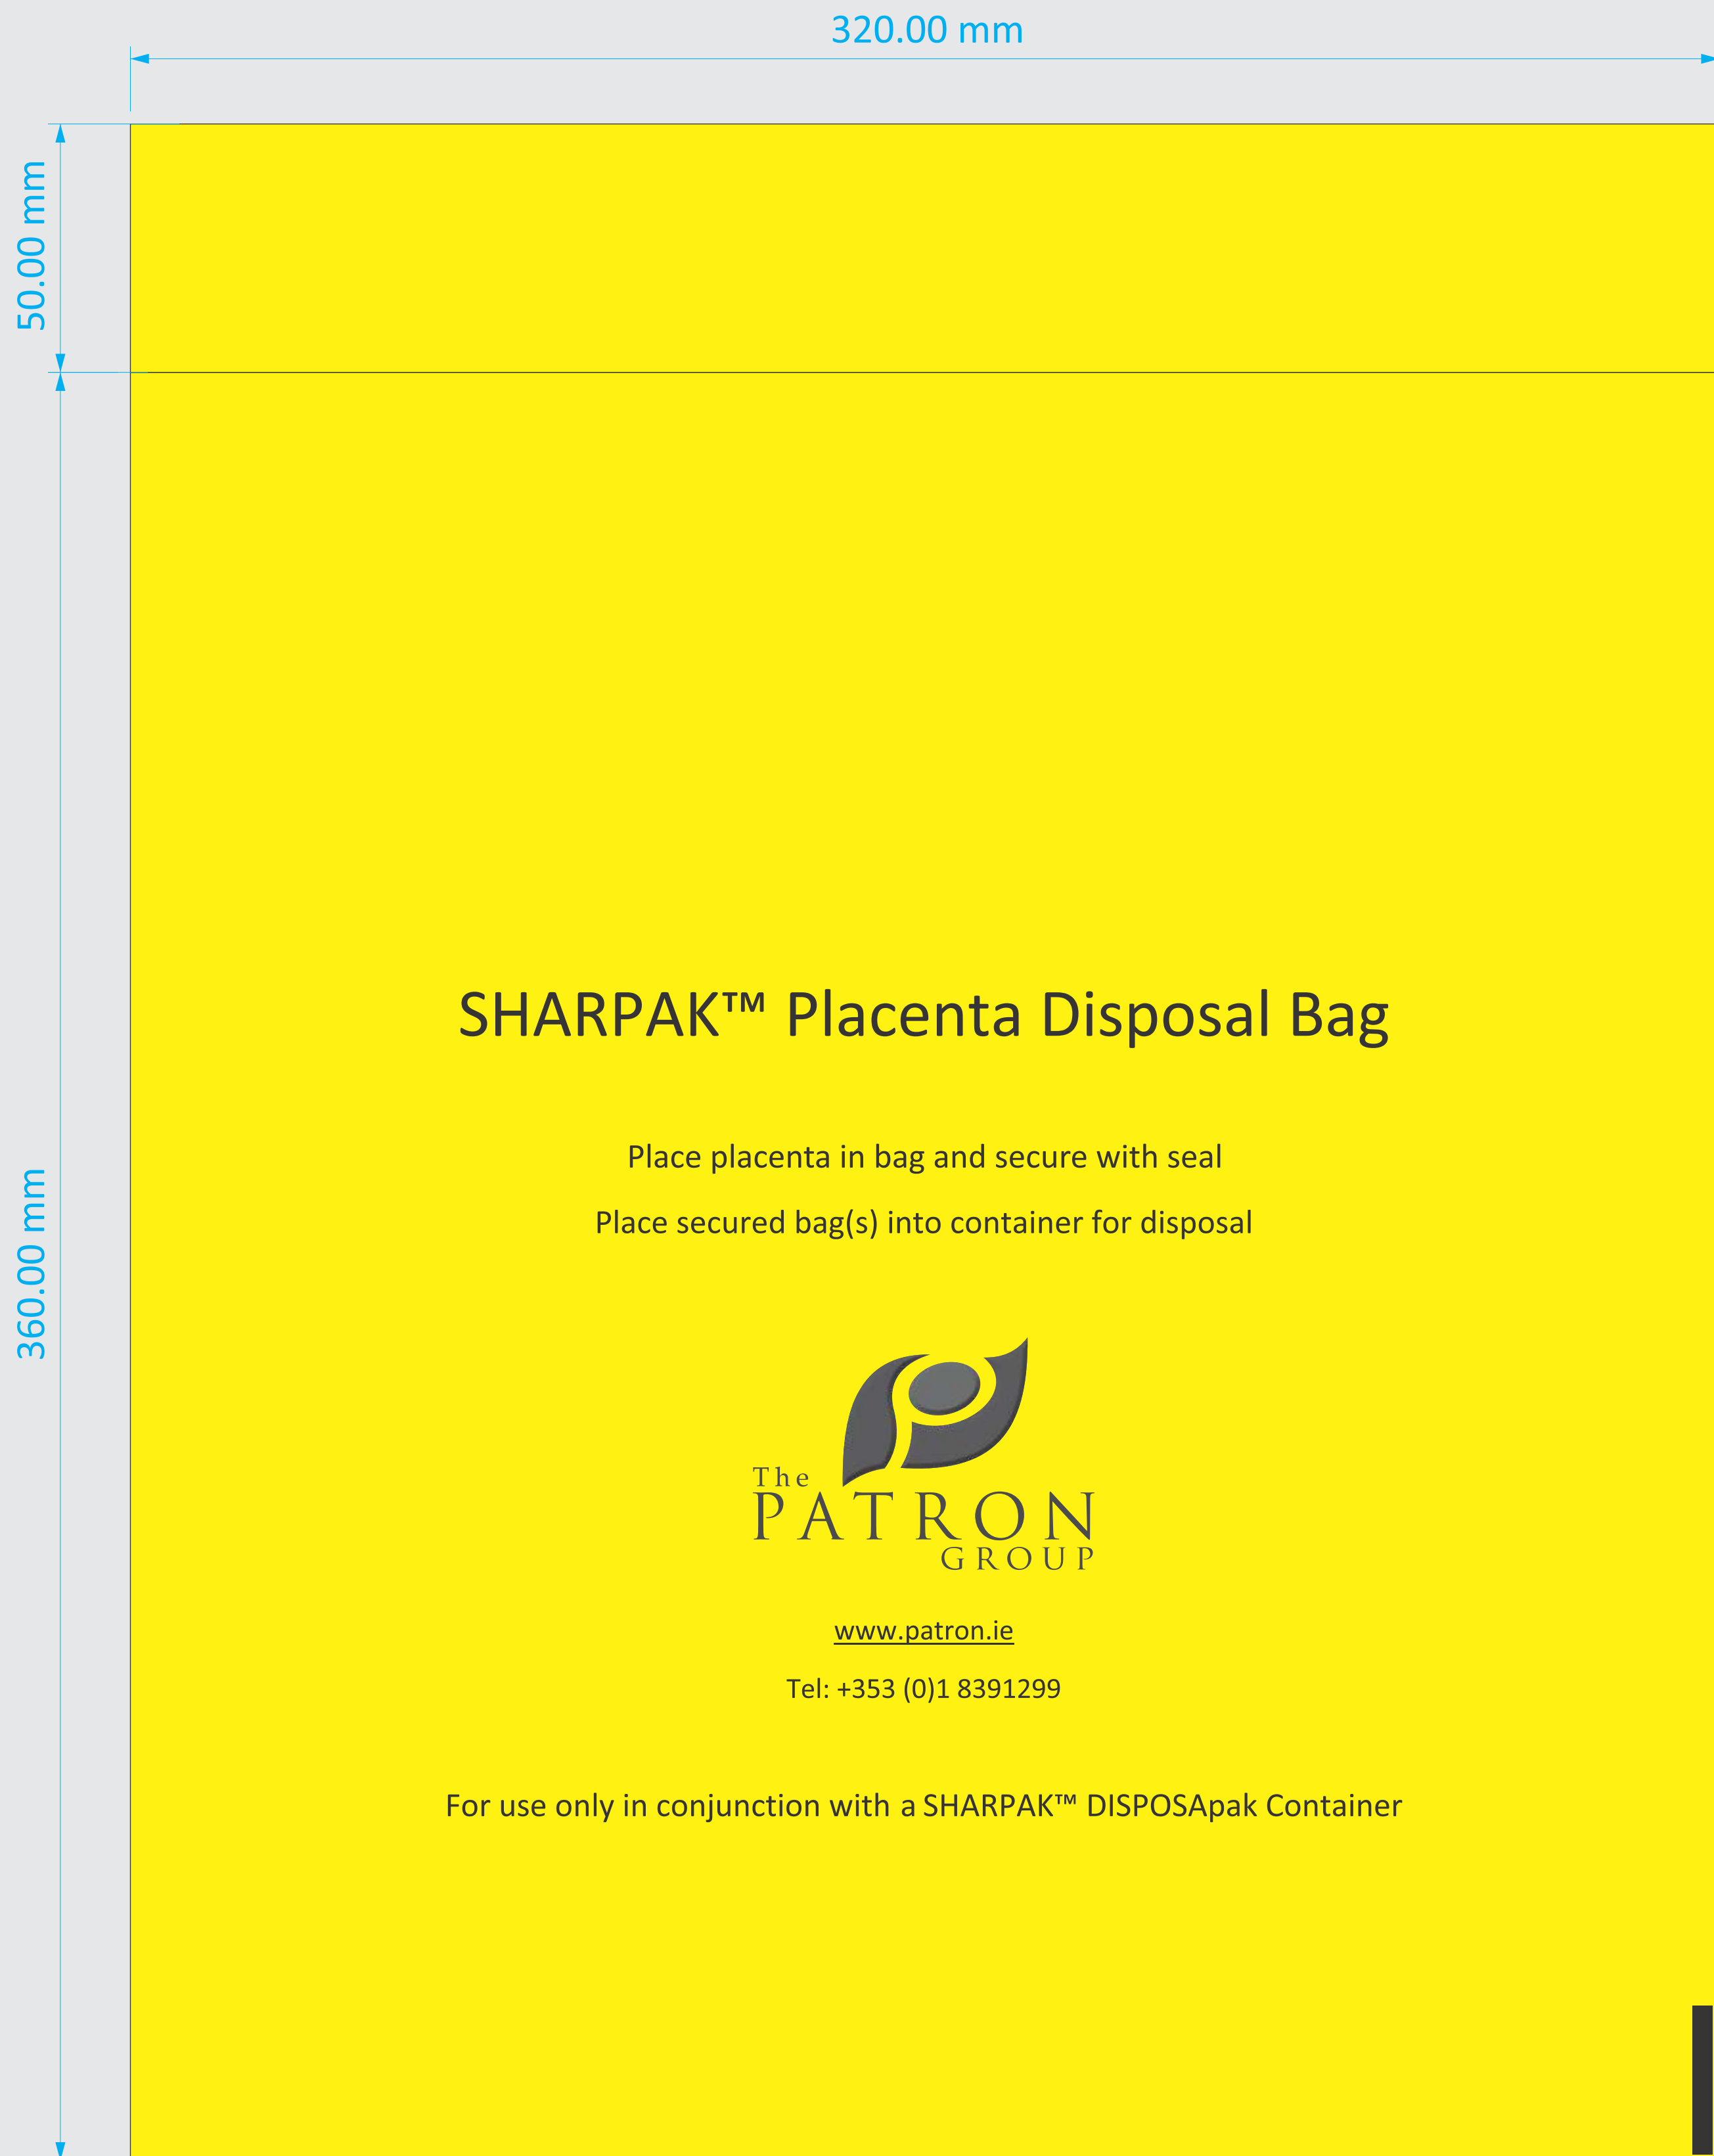 320.00 mm
50.00 mm
360.00 mm
SHARPAK™ Placenta Disposal Bag
Place placenta in bag and secure with seal
Place secured bag(s) into container for disposal
The
PATRON
GROUP
www.patron.ie
Tel: +353 (0)1 8391299
For use only in conjunction with a SHARPAK™ DISPOSApak Container